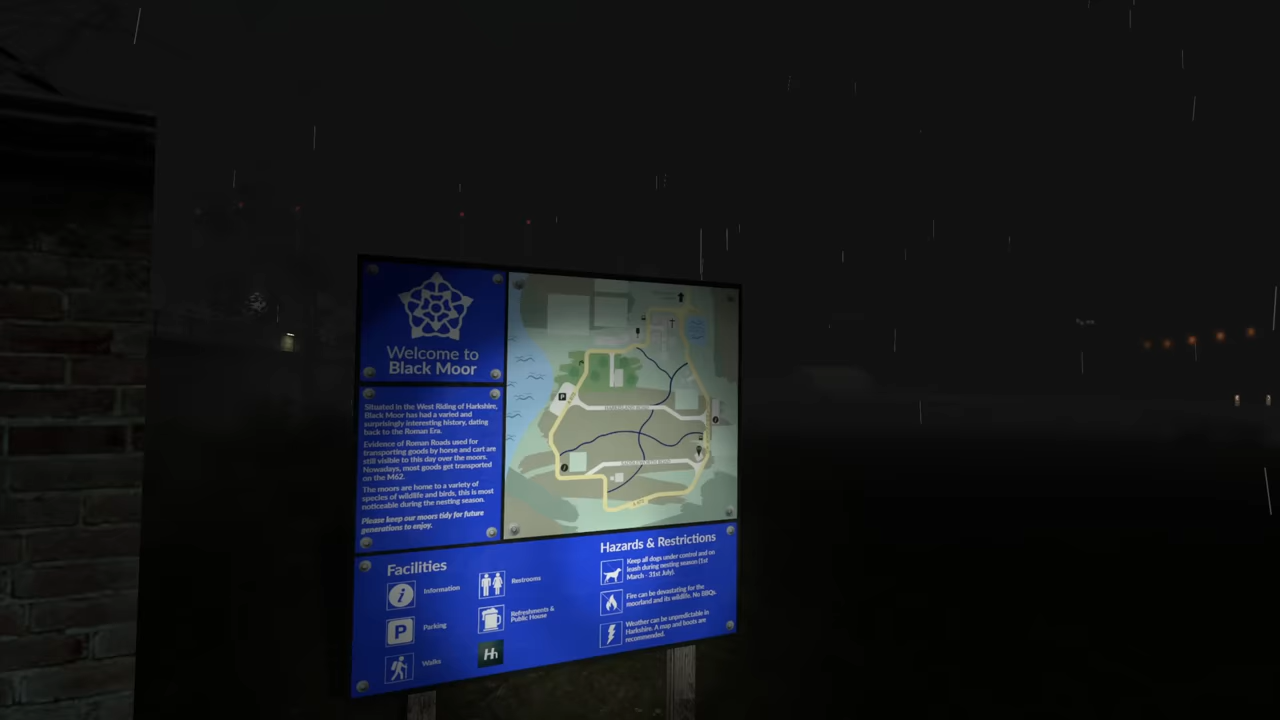 Welcome to
Black Moor
Situated in the West Riding of Harkshire,
Black Moor has had a varied and
surprisingly interesting history, dating
back to the Roman Era.
Evidence of Roman Roads used for
transporting goods by horse and cart are
still visible to this day over the moors.
Nowadays, most goods get transported
on the M62.
The moors are home to a variety of
species of wildlife and birds, this is most
noticeable during the nesting season.
Please keep our moors tidy for future
generations to enjoy.
P
Facilities
Information
P
Parking
Walks
Restrooms
Refreshments &
Public House
Hh
Hazards & Restrictions
Keep all dogs under control and on
leash during nesting season (1st
March - 31st July).
Fire can be devastating for the
moorland and its wildlife. No BBQs.
Weather can be unpredictable in
Harkshire. A map and boots are
recommended.